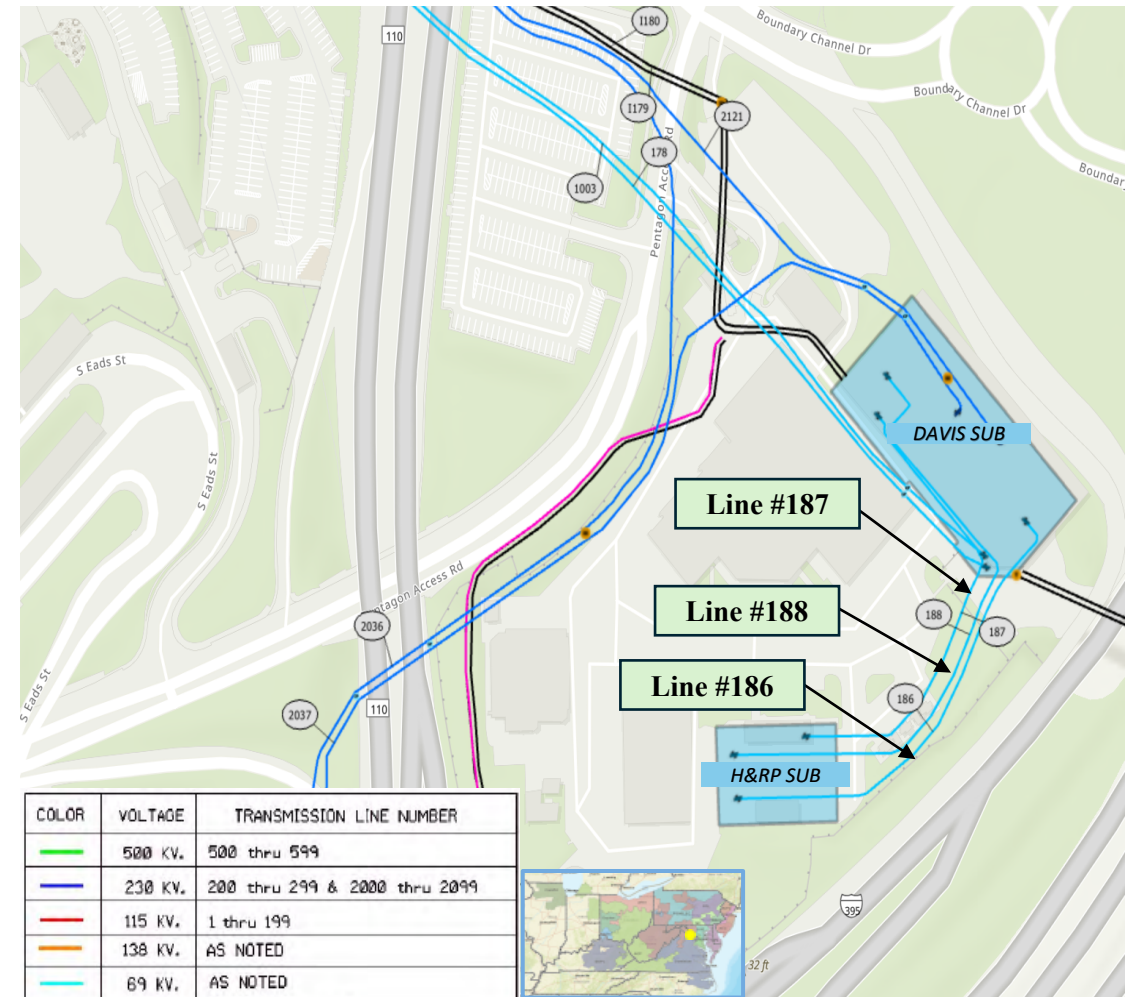 I180
110
Boundary Channel Dr
Boundary Channel Dr
Boundary
I179
2121
178
1003
Pentagon Access Rd
S Eads St
S Eads St
S Eads St
DAVIS SUB
Line #187
Line #188
188
187
Line #186
186
Pentagon Access Rd
2036
2037
110
H&RP SUB
395
32 ft
COLOR VOLTAGE TRANSMISSION LINE NUMBER
500 KV. 500 thru 599
230 KV. 200 thru 299 & 2000 thru 2099
115 KV. 1 thru 199
138 KV. AS NOTED
69 KV. AS NOTED